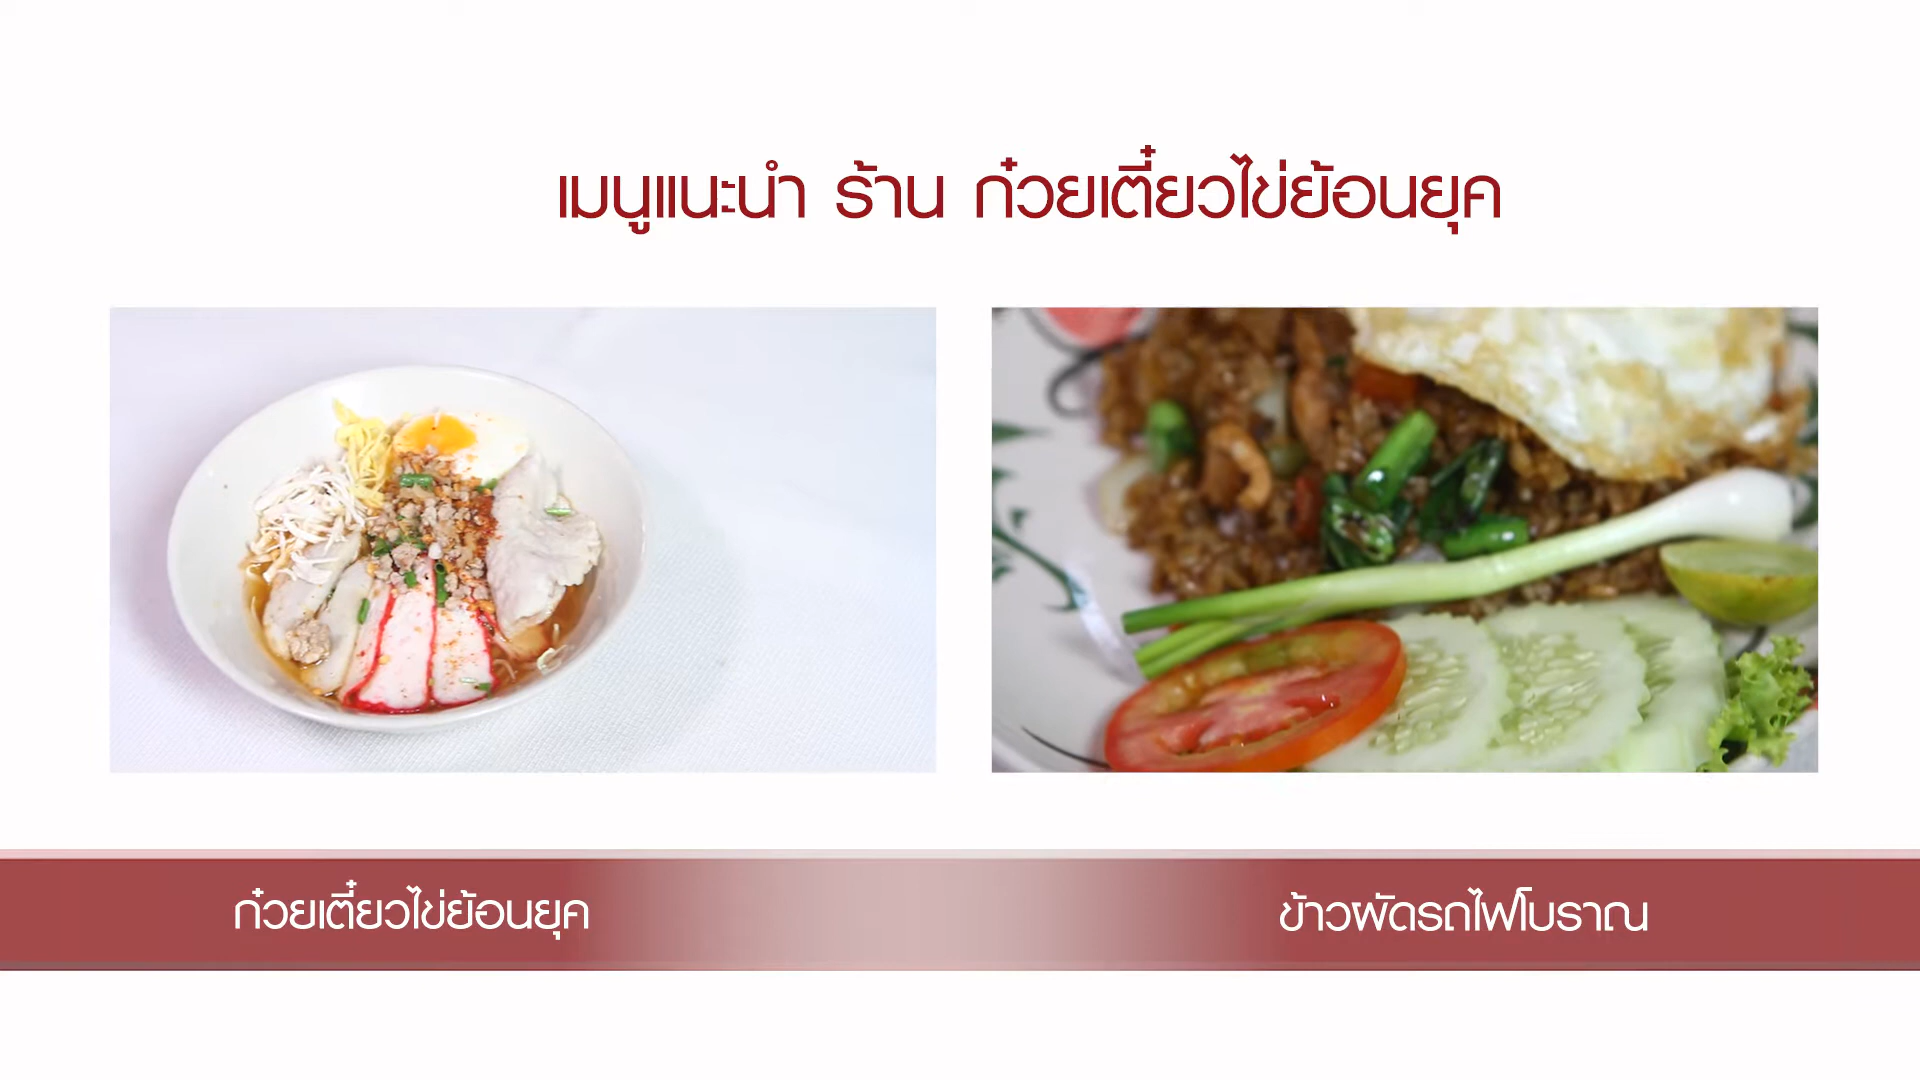 เมนูแนะนำ ร้าน ก๋วยเตี๋ยวไข่ย้อนยุค
ก๋วยเตี๋ยวไข่ย้อนยุค
ข้าวผัดรถไฟโบราณ